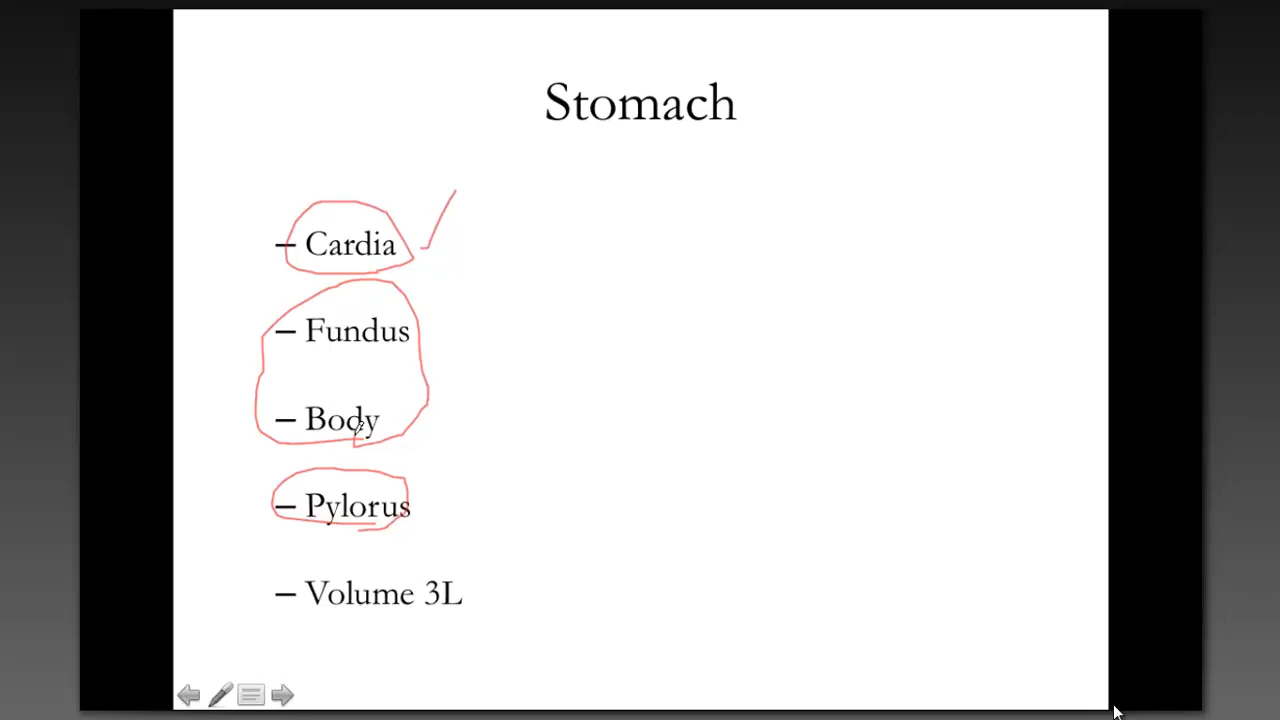 Stomach
– Cardia
– Fundus
– Body
– Pylorus
– Volume 3L